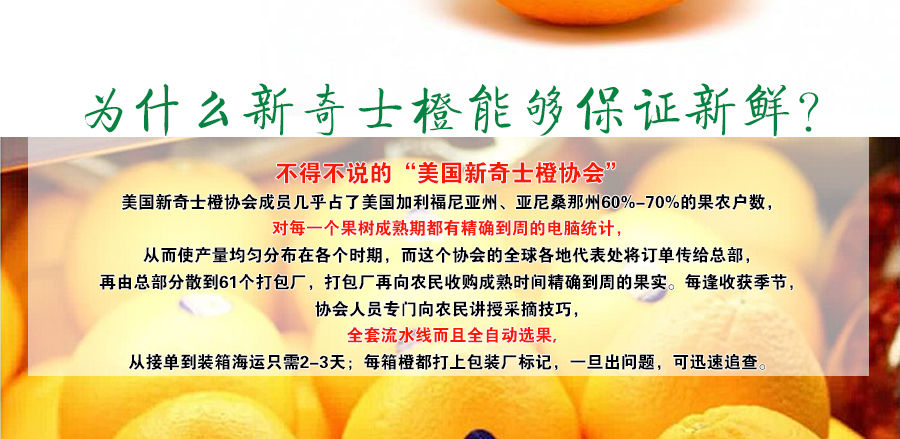 为什么新奇士橙能够保证新鲜?
不得不说的“美国新奇士橙协会”
美国新奇士橙协会成员几乎占了美国加利福尼亚州、亚尼桑那州60%-70%的果农户数，
对每一个果树成熟期都有精确到周的电脑统计，
从而使产量均匀分布在各个时期，而这个协会的全球各地代表处将订单传给总部，
再由总部分散到61个打包厂，打包厂再向农民收购成熟时间精确到周的果实。每逢收获季节，
协会人员专门向农民讲授采摘技巧，
全套流水线而且全自动选果，
从接单到装箱海运只需2-3天；每箱橙都打上包装厂标记，一旦出问题，可迅速追查。